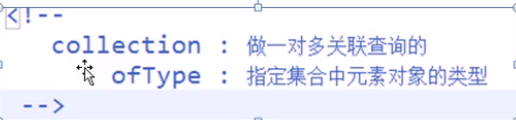 <!--
collection : 做一对多关联查询的
ofType : 指定集合中元素对象的类型
-->